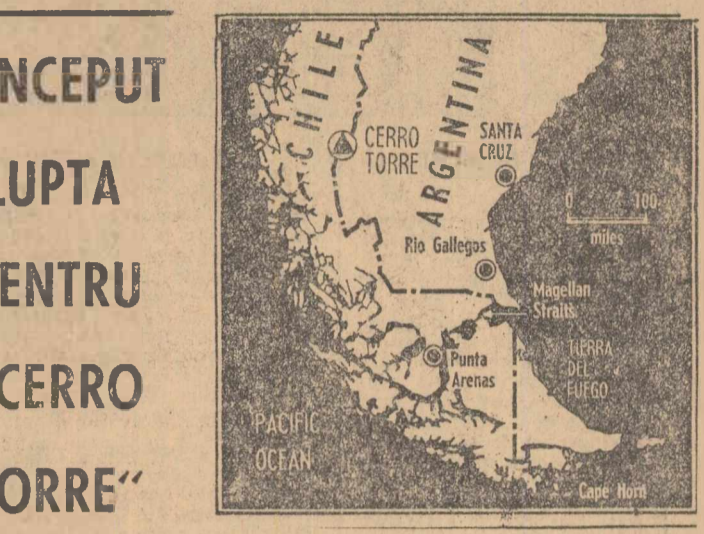 NCEPUT
LUPTA
ENTRU
CERRO
ORRE"
CHILE
ARGENTINA
CERRO
TORRE
SANTA
CRUZ
0 100
miles
Rio Gallegos
Magellan
Straits
Punta
Arenas
TIERRA
DEL
FUEGO
PACIFIC
OCEAN
Cape Horn